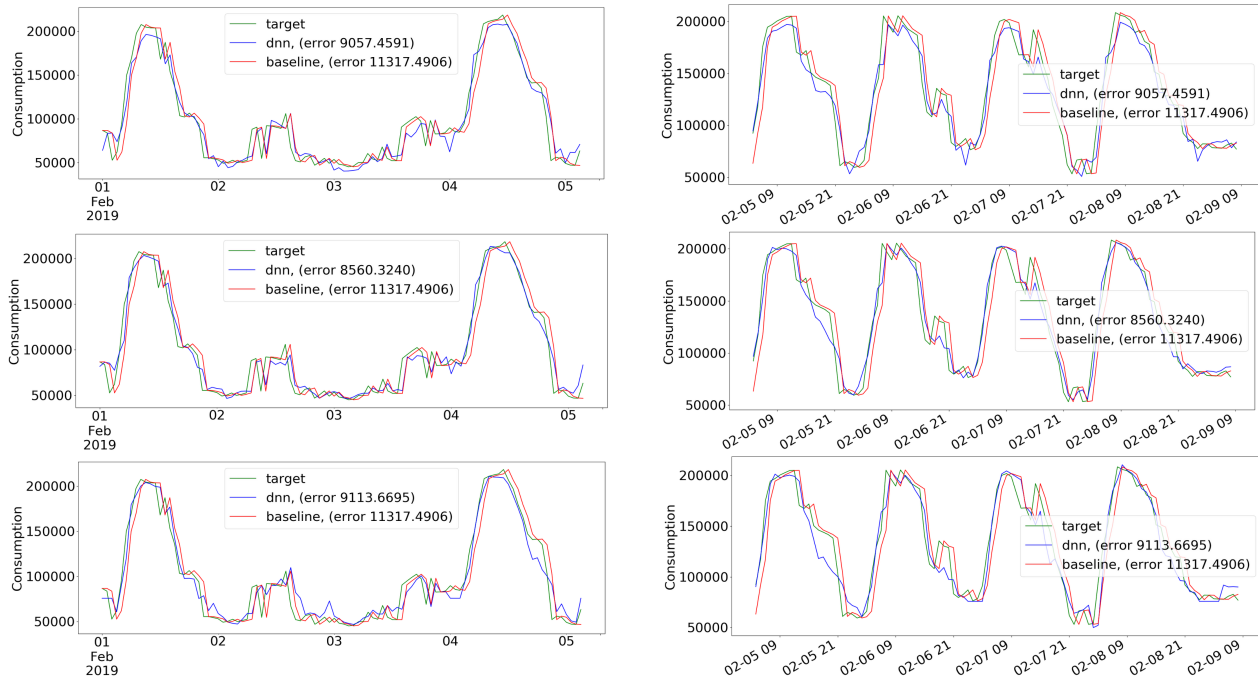 200000
150000
100000
50000
Consumption
target
dnn, (error 9057.4591)
baseline, (error 11317.4906)
01
Feb
2019
02
03
04
05
200000
150000
100000
50000
Consumption
target
dnn, (error 9057.4591)
baseline, (error 11317.4906)
02-05 09
02-05 21
02-06 09
02-06 21
02-07 09
02-07 21
02-08 09
02-08 21
02-09 09
200000
150000
100000
50000
Consumption
target
dnn, (error 8560.3240)
baseline, (error 11317.4906)
01
Feb
2019
02
03
04
05
200000
150000
100000
50000
Consumption
target
dnn, (error 8560.3240)
baseline, (error 11317.4906)
02-05 09
02-05 21
02-06 09
02-06 21
02-07 09
02-07 21
02-08 09
02-08 21
02-09 09
200000
150000
100000
50000
Consumption
target
dnn, (error 9113.6695)
baseline, (error 11317.4906)
01
Feb
2019
02
03
04
05
200000
150000
100000
50000
Consumption
target
dnn, (error 9113.6695)
baseline, (error 11317.4906)
02-05 09
02-05 21
02-06 09
02-06 21
02-07 09
02-07 21
02-08 09
02-08 21
02-09 09